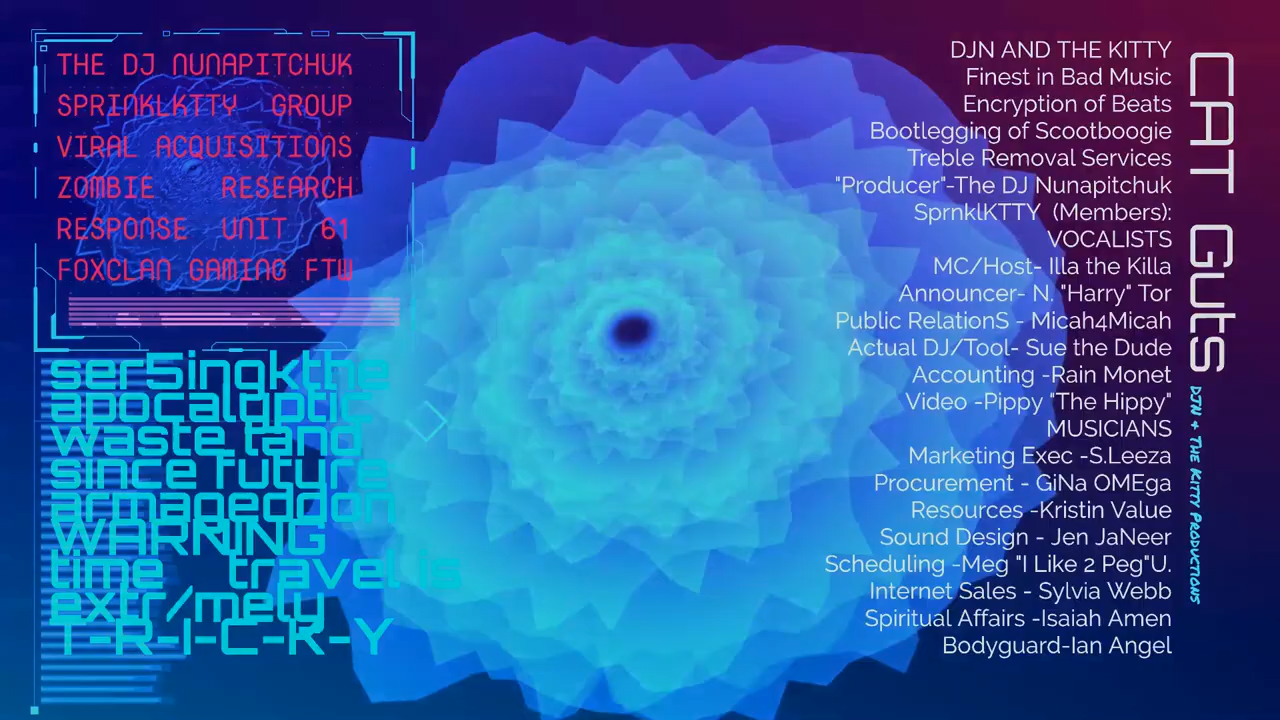 THE DJ NUNAPITCHUK
SPRINKLKTTY GROUP
VIRAL ACQUISITIONS
ZOMBIE RESEARCH
RESPONSE UNIT 61
FOXCLAN GAMING FTW
ser5ingkthe
apocalqptic
waste land
since future
armageddon
WARRING
time travel is
extr/mely
T-R-I-C-K-Y
DJN AND THE KITTY
Finest in Bad Music
Encryption of Beats
Bootlegging of Scootboogie
Treble Removal Services
"Producer"-The DJ Nunapitchuk
SprnklKTTY (Members):
VOCALISTS
MC/Host- Illa the Killa
Announcer- N. "Harry" Tor
Public RelationS - Micah4Micah
Actual DJ/Tool- Sue the Dude
Accounting -Rain Monet
Video -Pippy "The Hippy"
MUSICIANS
Marketing Exec -S.Leeza
Procurement - GiNa OMEga
Resources -Kristin Value
Sound Design - Jen JaNeer
Scheduling -Meg "I Like 2 Peg"U.
Internet Sales - Sylvia Webb
Spiritual Affairs -Isaiah Amen
Bodyguard-Ian Angel
CAT Guts
DJN + THE KITTY PRODUCTIONS